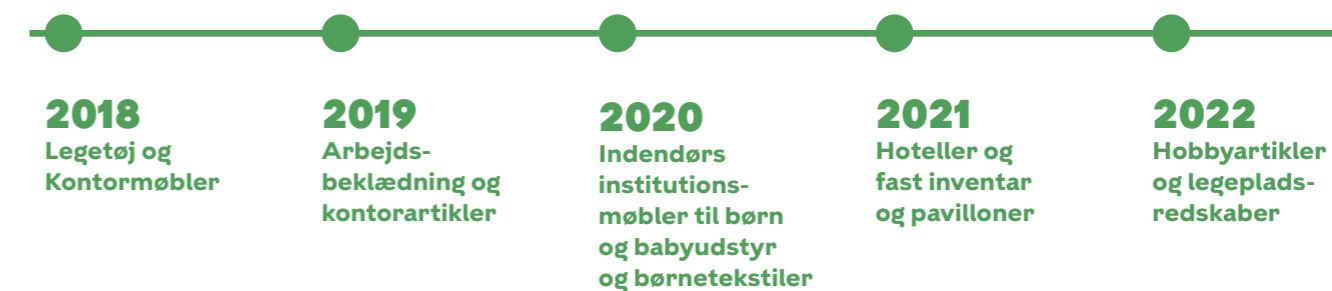 2018
Legetøj og
Kontormøbler
2019
Arbejds-
beklædning og
kontorartikler
2020
Indendørs
institutions-
møbler til børn
og babyudstyr
og børnetekstiler
2021
Hoteller og
fast inventar
og pavilloner
2022
Hobbyartikler
og legeplads-
redskaber